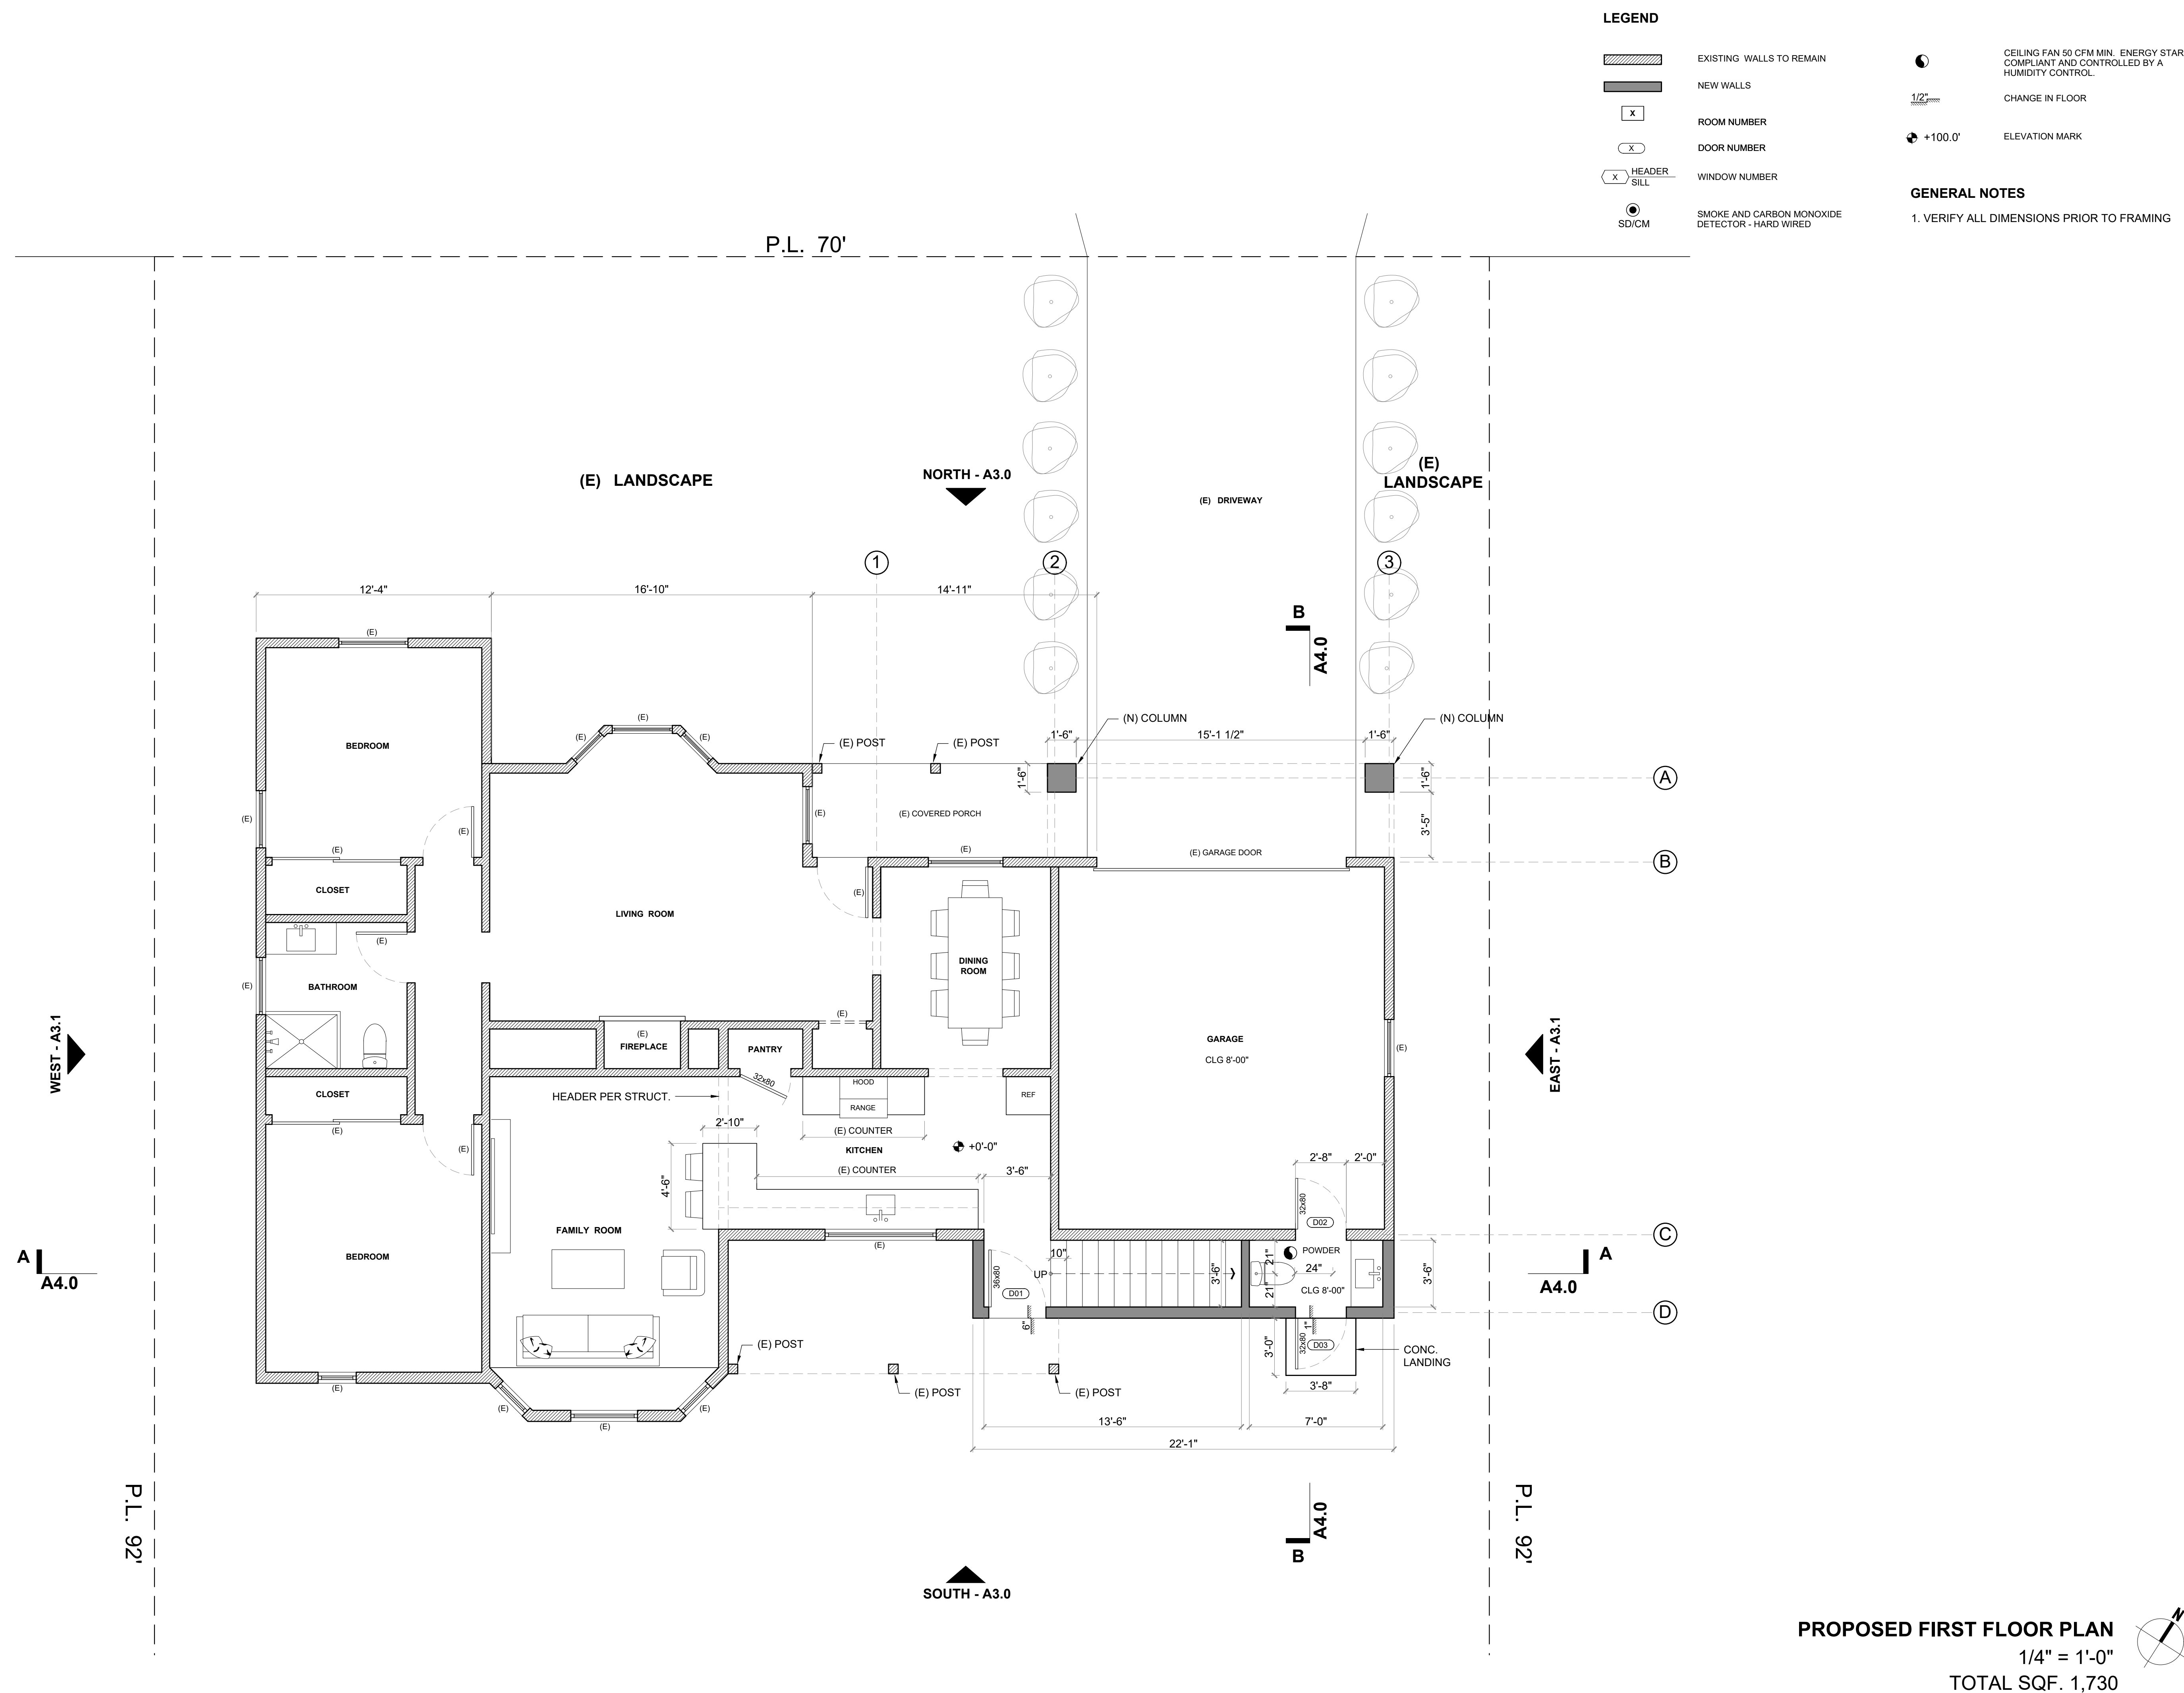 LEGEND
EXISTING WALLS TO REMAIN
NEW WALLS
X
ROOM NUMBER
X
DOOR NUMBER
X
HEADER
SILL
WINDOW NUMBER
SD/CM
SMOKE AND CARBON MONOXIDE
DETECTOR - HARD WIRED
CEILING FAN 50 CFM MIN. ENERGY STAR
COMPLIANT AND CONTROLLED BY A
HUMIDITY CONTROL.
1/2"
CHANGE IN FLOOR
+100.0'
ELEVATION MARK
GENERAL NOTES
1. VERIFY ALL DIMENSIONS PRIOR TO FRAMING
P.L. 70'
(E) LANDSCAPE
NORTH - A3.0
(E) DRIVEWAY
(E)
LANDSCAPE
1
2
3
12'-4"
16'-10"
14'-11"
B
A4.0
(E)
(E)
(E)
(E)
(E) POST
(E) POST
(N) COLUMN
(N) COLUMN
1'-6"
15'-1 1/2"
1'-6"
1'-6"
1'-6"
A
BEDROOM
(E)
(E)
(E)
(E) COVERED PORCH
3'-5"
(E)
(E)
(E) GARAGE DOOR
B
CLOSET
(E)
LIVING ROOM
(E)
DINING
ROOM
BATHROOM
(E)
(E)
(E)
FIREPLACE
PANTRY
GARAGE
CLG 8'-00"
(E)
WEST - A3.1
EAST - A3.1
32x80
HOOD
RANGE
REF
CLOSET
HEADER PER STRUCT.
(E)
2'-10"
(E) COUNTER
KITCHEN
+0'-0"
(E)
(E) COUNTER
3'-6"
4'-6"
2'-8"
2'-0"
32x80
D02
FAMILY ROOM
(E)
C
BEDROOM
A
A4.0
36x80
D01
10"
UP
3'-6"
21"
21"
POWDER
24"
CLG 8'-00"
3'-6"
A
A4.0
D
6"
1"
32x80
D03
3'-0"
CONC.
LANDING
3'-8"
(E) POST
(E) POST
(E) POST
(E)
(E)
(E)
(E)
13'-6"
7'-0"
22'-1"
P.L. 92'
P.L. 92'
A4.0
B
SOUTH - A3.0
PROPOSED FIRST FLOOR PLAN
1/4" = 1'-0"
TOTAL SQF. 1,730
N